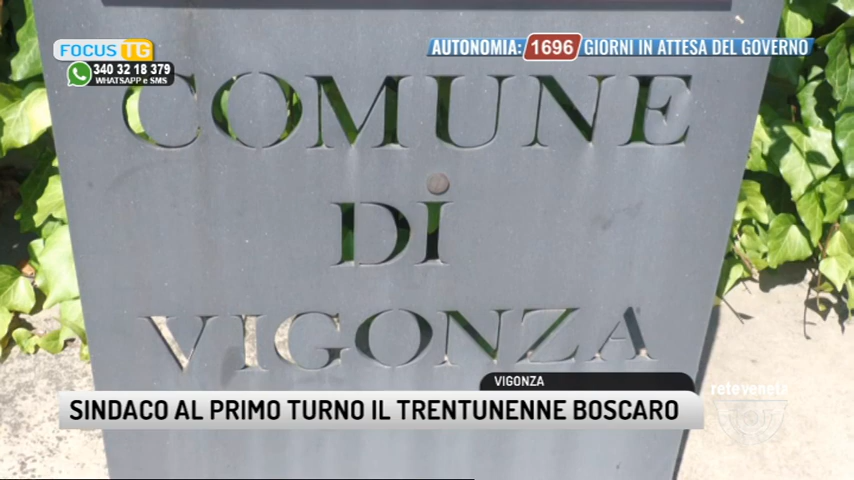 FOCUS TG
340 32 18 379
WHATSAPP e SMS
AUTONOMIA: 1696 GIORNI IN ATTESA DEL GOVERNO
COMUNE
DI
VIGONZA
VIGONZA
SINDACO AL PRIMO TURNO IL TRENTUNENNE BOSCARO
reteveneta